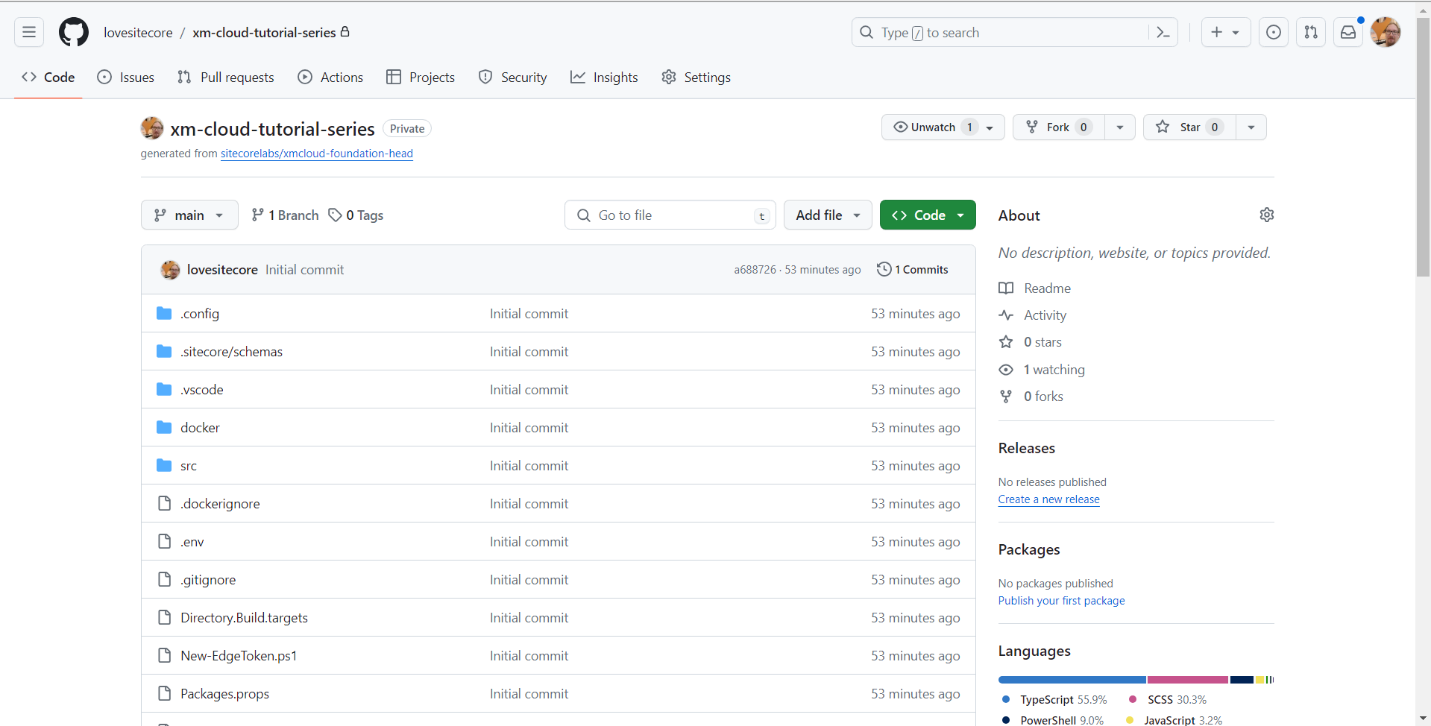 lovesitecore / xm-cloud-tutorial-series Type / to search
Code Issues Pull requests Actions Projects Security Insights Settings
xm-cloud-tutorial-series Private Unwatch 1 Fork 0 Star 0
generated from sitecorelabs/xmcloud-foundation-head
main 1 Branch 0 Tags Go to file t Add file Code
lovesitecore Initial commit a688726 · 53 minutes ago 1 Commits
.config Initial commit 53 minutes ago
.sitecore/schemas Initial commit 53 minutes ago
.vscode Initial commit 53 minutes ago
docker Initial commit 53 minutes ago
src Initial commit 53 minutes ago
.dockerignore Initial commit 53 minutes ago
.env Initial commit 53 minutes ago
.gitignore Initial commit 53 minutes ago
Directory.Build.targets Initial commit 53 minutes ago
New-EdgeToken.ps1 Initial commit 53 minutes ago
Packages.props Initial commit 53 minutes ago
About
No description, website, or topics provided.
Readme
Activity
0 stars
1 watching
0 forks
Releases
No releases published
Create a new release
Packages
No packages published
Publish your first package
Languages
TypeScript 55.9% SCSS 30.3%
PowerShell 9.0% JavaScript 3.2%